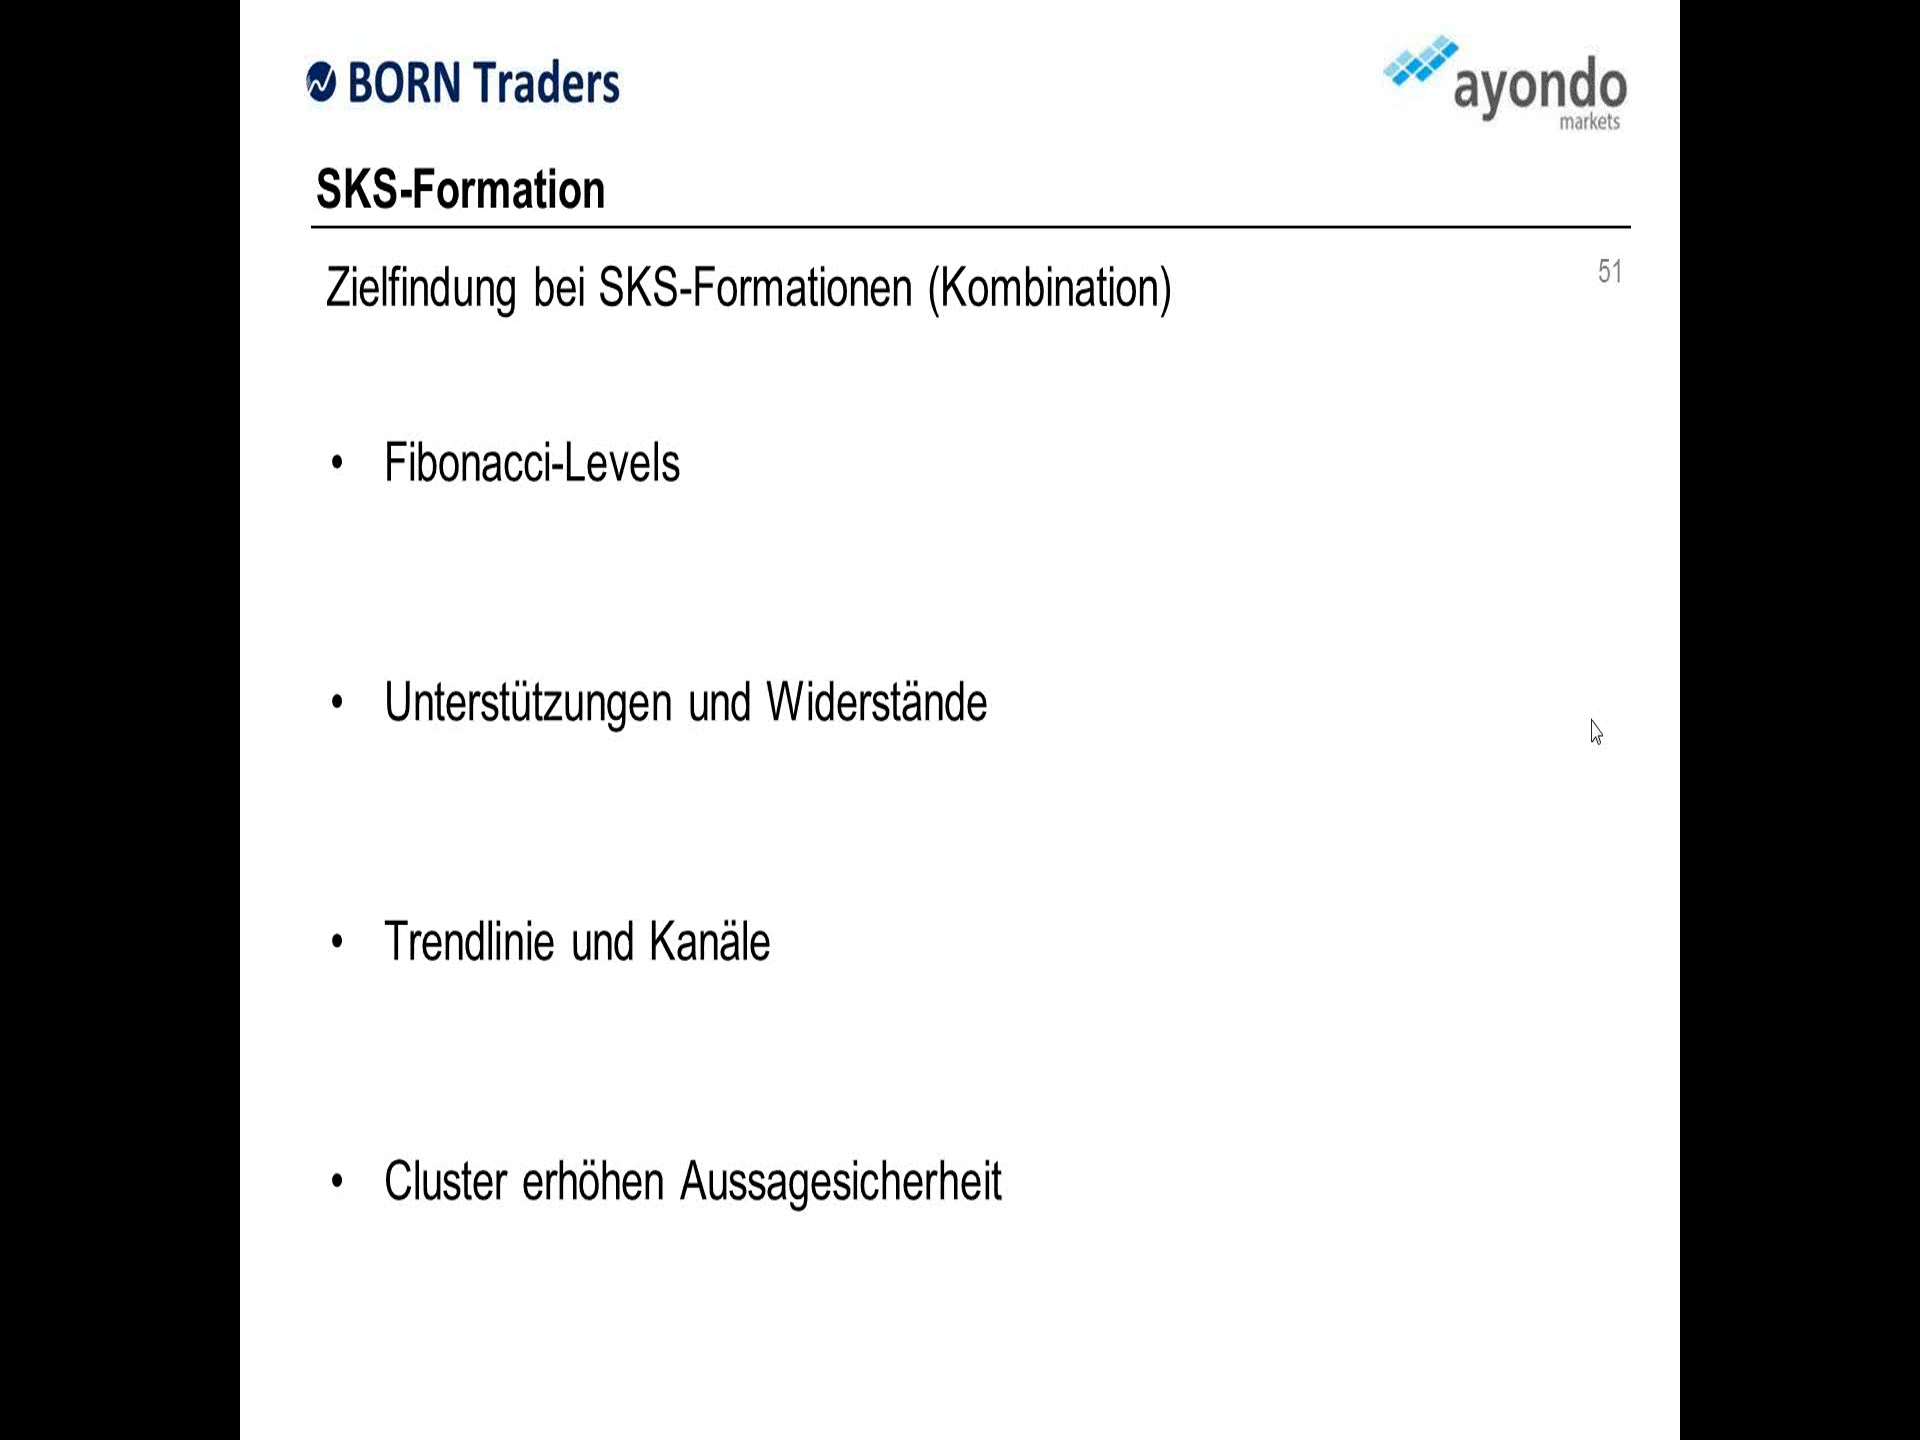 BORN Traders
ayondo
markets
SKS-Formation
Zielfindung bei SKS-Formationen (Kombination)
51
• Fibonacci-Levels
• Unterstützungen und Widerstände
• Trendlinie und Kanäle
• Cluster erhöhen Aussagesicherheit